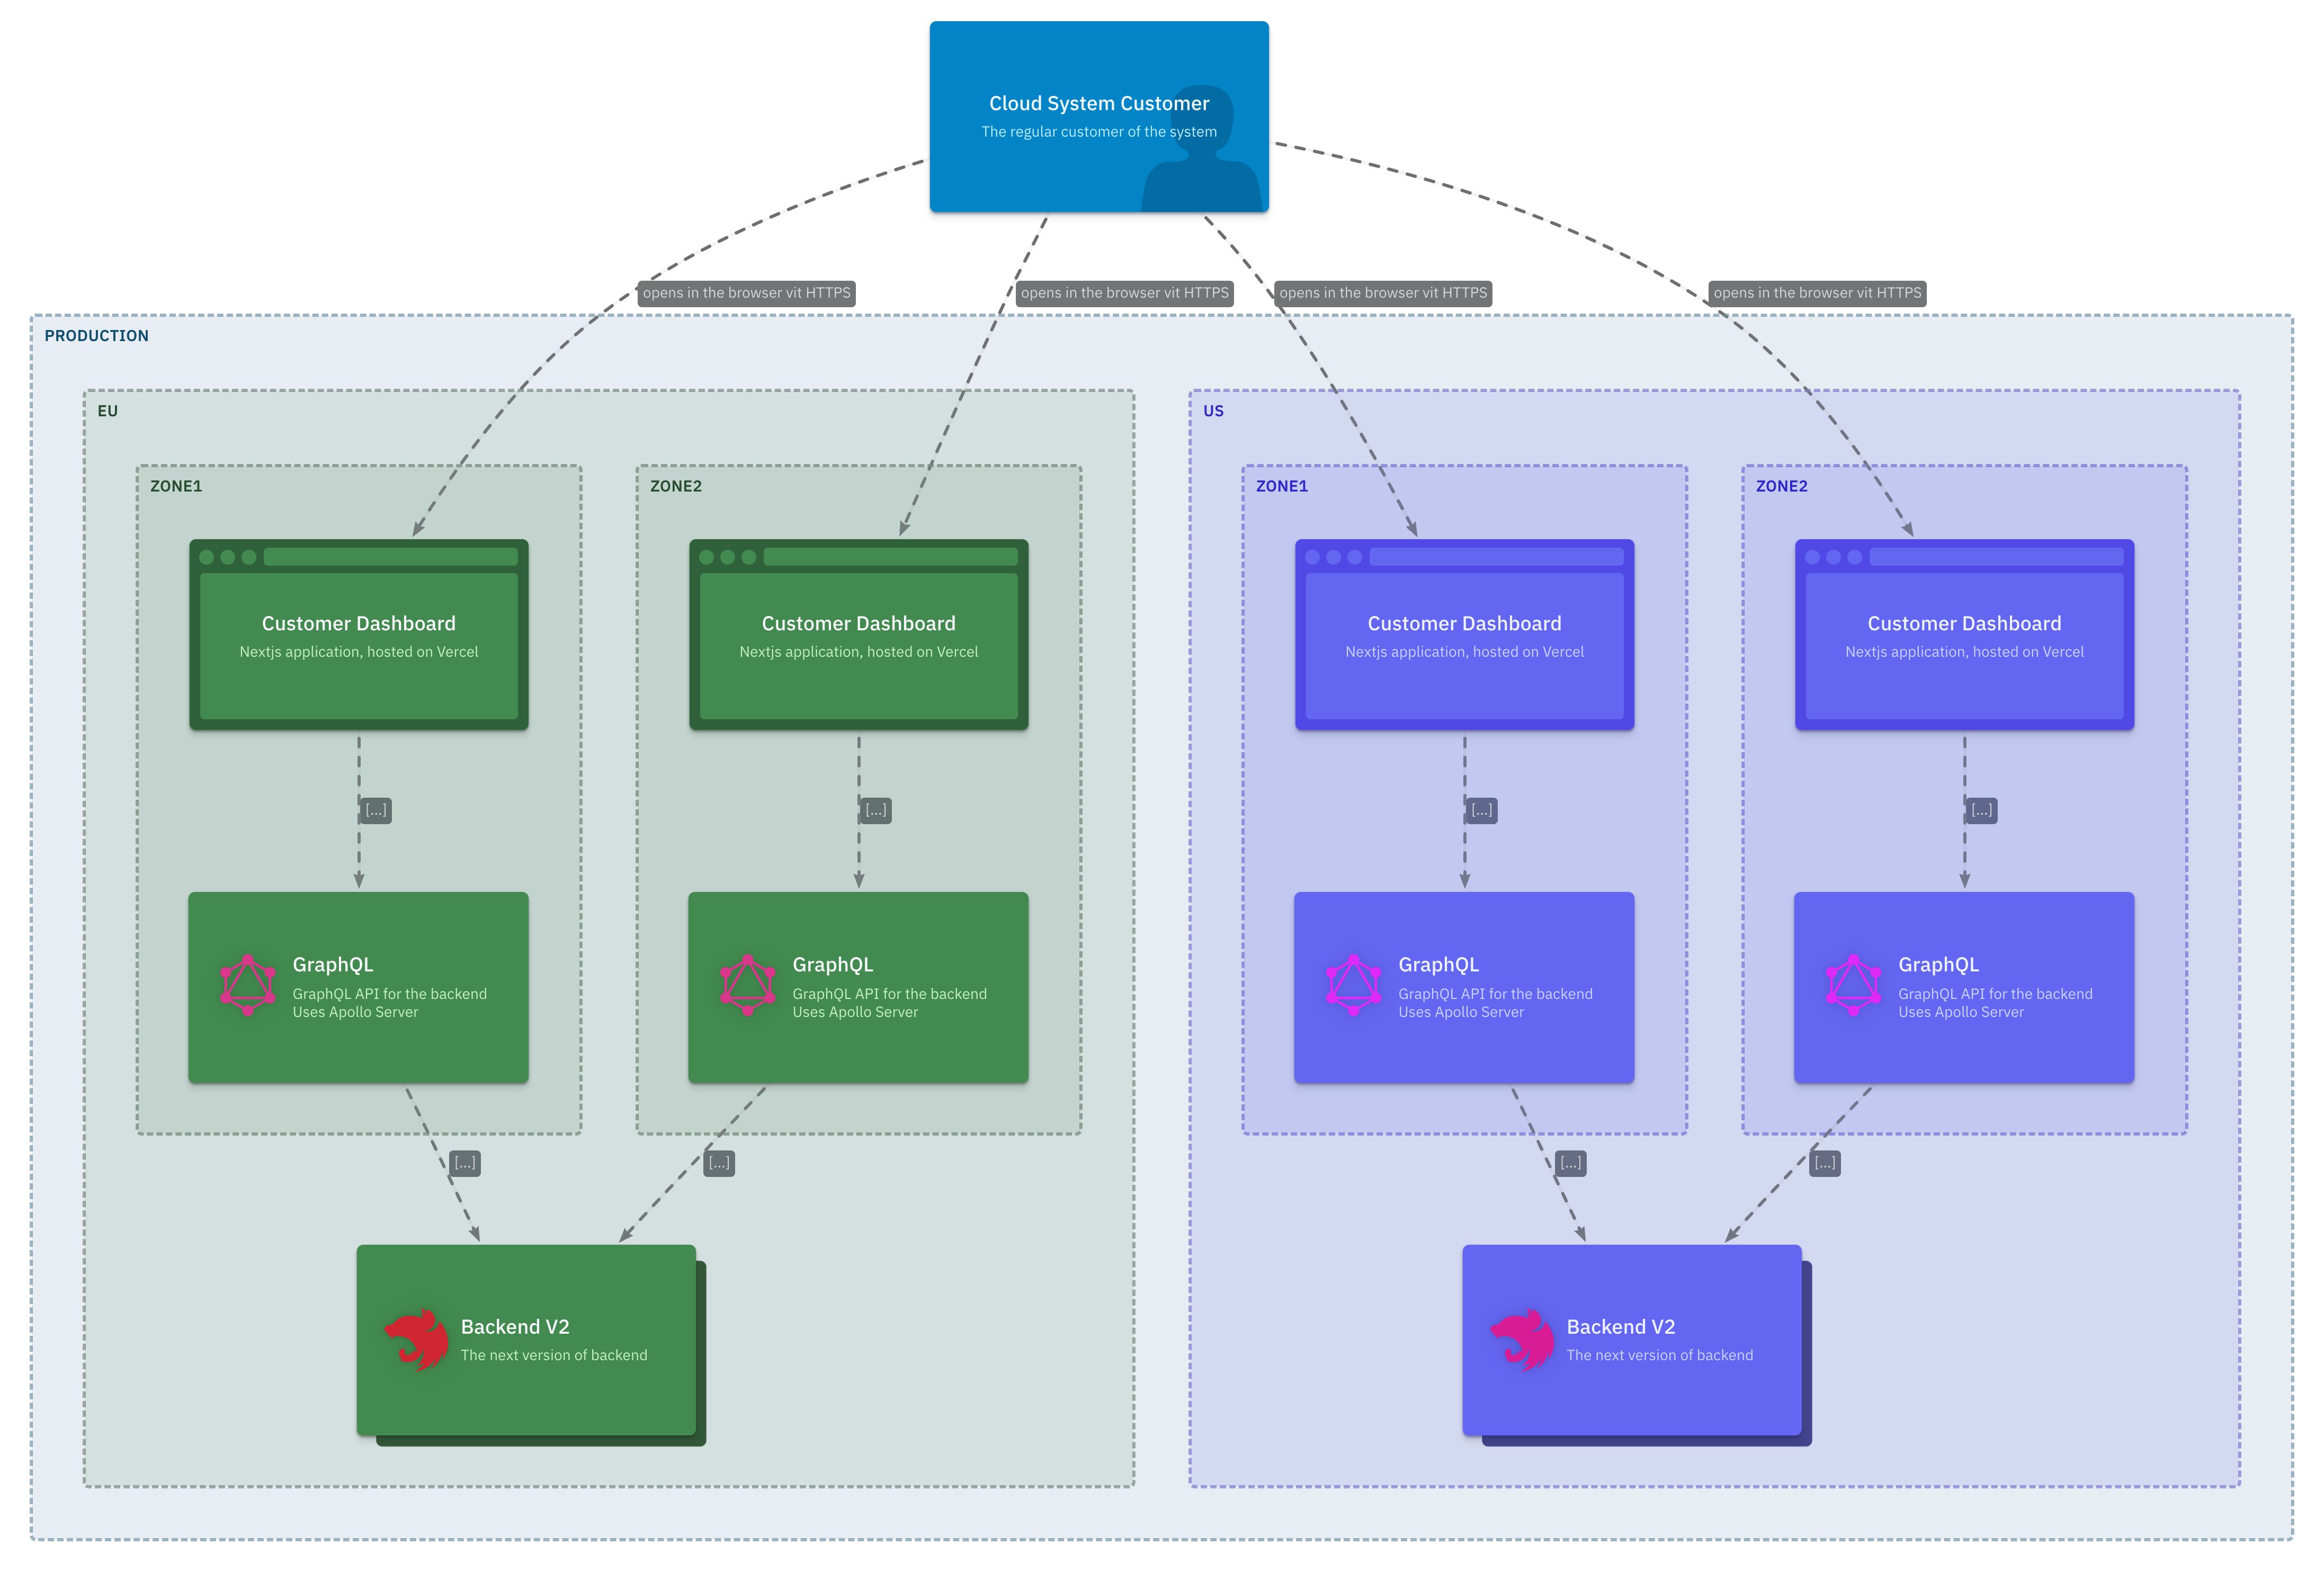 Cloud System Customer
The regular customer of the system
opens in the browser vit HTTPS
opens in the browser vit HTTPS
opens in the browser vit HTTPS
opens in the browser vit HTTPS
PRODUCTION
EU
ZONE1
Customer Dashboard
Nextjs application, hosted on Vercel
[...]
GraphQL
GraphQL API for the backend
Uses Apollo Server
[...]
ZONE2
Customer Dashboard
Nextjs application, hosted on Vercel
[...]
GraphQL
GraphQL API for the backend
Uses Apollo Server
[...]
Backend V2
The next version of backend
US
ZONE1
Customer Dashboard
Nextjs application, hosted on Vercel
[...]
GraphQL
GraphQL API for the backend
Uses Apollo Server
[...]
ZONE2
Customer Dashboard
Nextjs application, hosted on Vercel
[...]
GraphQL
GraphQL API for the backend
Uses Apollo Server
[...]
Backend V2
The next version of backend